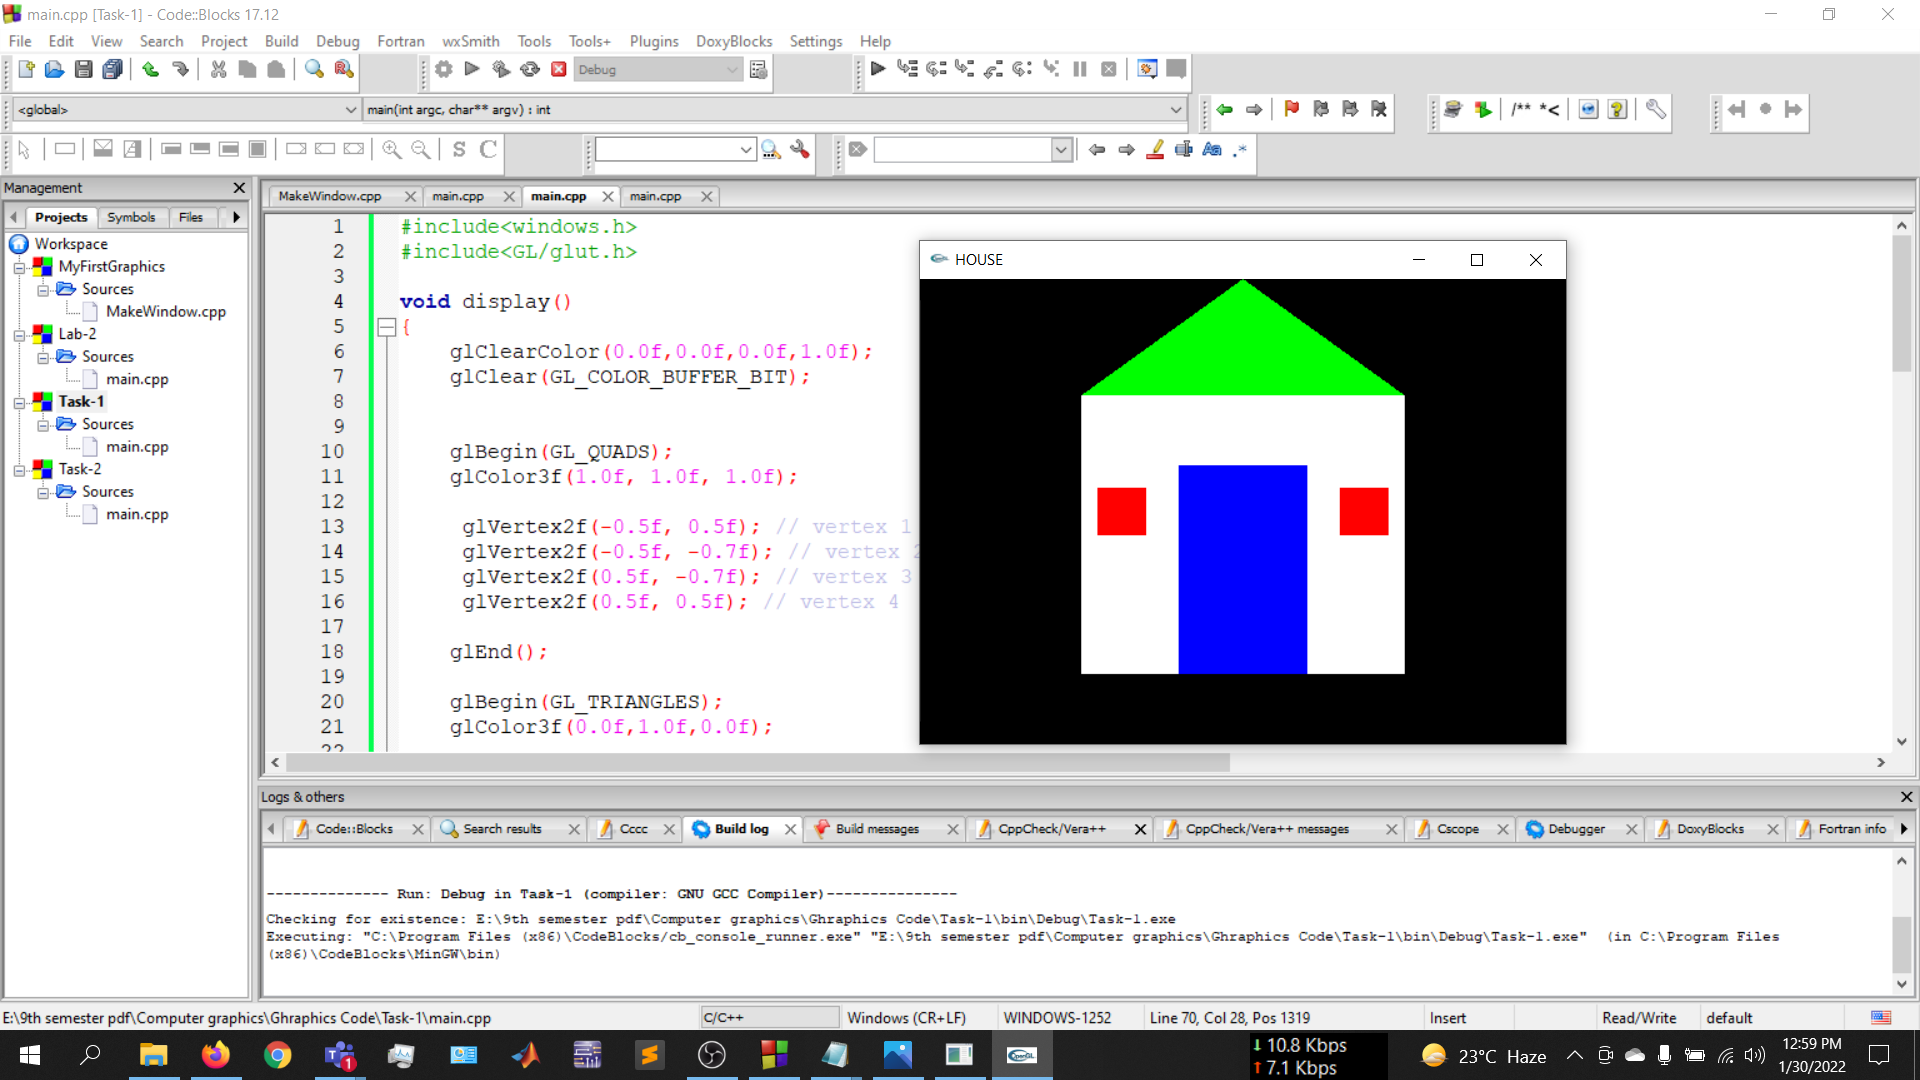 main.cpp [Task-1] - Code::Blocks 17.12
File Edit View Search Project Build Debug Fortran wxSmith Tools Tools+ Plugins DoxyBlocks Settings Help
Debug
<global> main(int argc, char** argv) : int
/** *<
S C
Aa .*
Management
MakeWindow.cpp main.cpp main.cpp main.cpp
Projects Symbols Files
Workspace
MyFirstGraphics
Sources
MakeWindow.cpp
Lab-2
Sources
main.cpp
Task-1
Sources
main.cpp
Task-2
Sources
main.cpp
1 #include<windows.h>
2 #include<GL/glut.h>
3
4 void display()
5 {
6 glClearColor(0.0f,0.0f,0.0f,1.0f);
7 glClear(GL_COLOR_BUFFER_BIT);
8
9
10 glBegin(GL_QUADS);
11 glColor3f(1.0f, 1.0f, 1.0f);
12
13 glVertex2f(-0.5f, 0.5f); // vertex 1
14 glVertex2f(-0.5f, -0.7f); // vertex 2
15 glVertex2f(0.5f, -0.7f); // vertex 3
16 glVertex2f(0.5f, 0.5f); // vertex 4
17
18 glEnd();
19
20 glBegin(GL_TRIANGLES);
21 glColor3f(0.0f,1.0f,0.0f);
22
HOUSE
Logs & others
Code::Blocks Search results Cccc Build log Build messages CppCheck/Vera++ CppCheck/Vera++ messages Cscope Debugger DoxyBlocks Fortran info
-------------- Run: Debug in Task-1 (compiler: GNU GCC Compiler)---------------
Checking for existence: E:\9th semester pdf\Computer graphics\Ghraphics Code\Task-1\bin\Debug\Task-1.exe
Executing: "C:\Program Files (x86)\CodeBlocks/cb_console_runner.exe" "E:\9th semester pdf\Computer graphics\Ghraphics Code\Task-1\bin\Debug\Task-1.exe"  (in C:\Program Files
(x86)\CodeBlocks\MinGW\bin)
E:\9th semester pdf\Computer graphics\Ghraphics Code\Task-1\main.cpp C/C++ Windows (CR+LF) WINDOWS-1252 Line 70, Col 28, Pos 1319 Insert Read/Write default
↓ 10.8 Kbps
↑ 7.1 Kbps
23°C Haze
12:59 PM
1/30/2022